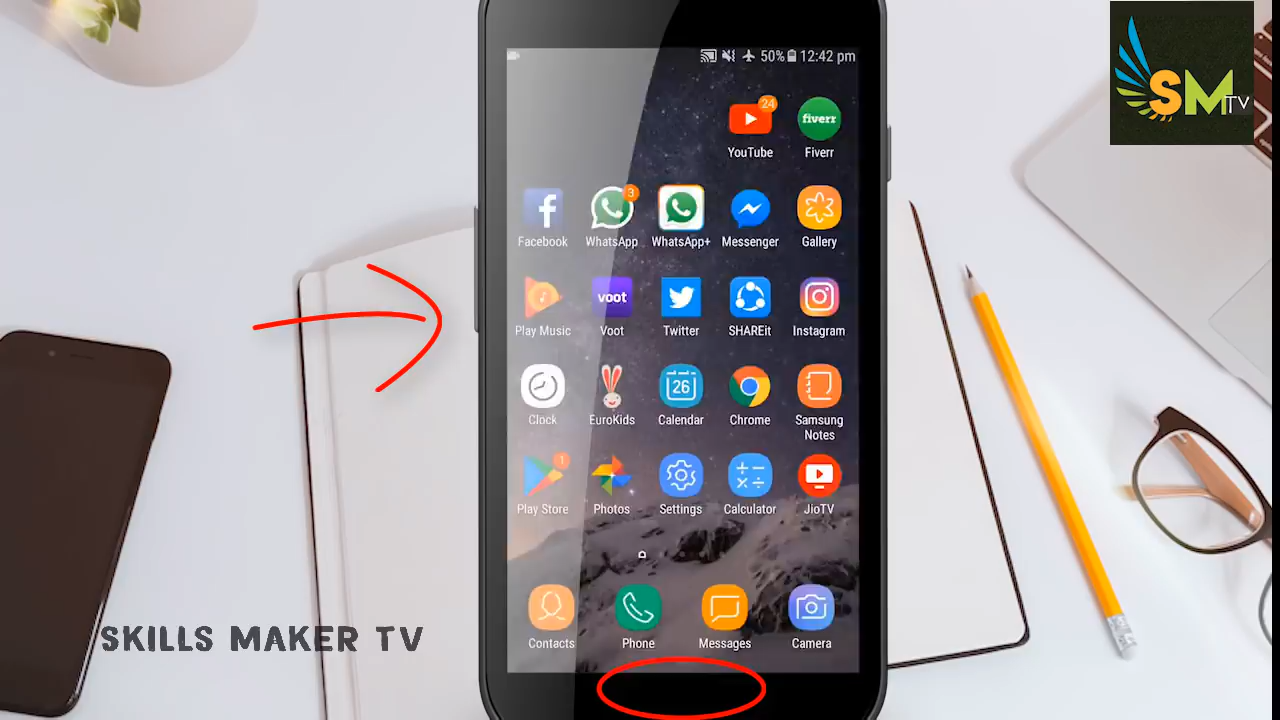 SM TV
50% 12:42 pm
24
YouTube Fiverr
fiverr
3
Facebook WhatsApp WhatsApp+ Messenger Gallery
voot
Play Music Voot Twitter SHAREit Instagram
26
Clock EuroKids Calendar Chrome Samsung Notes
1
Play Store Photos Settings Calculator JioTV
Contacts Phone Messages Camera
SKILLS MAKER TV